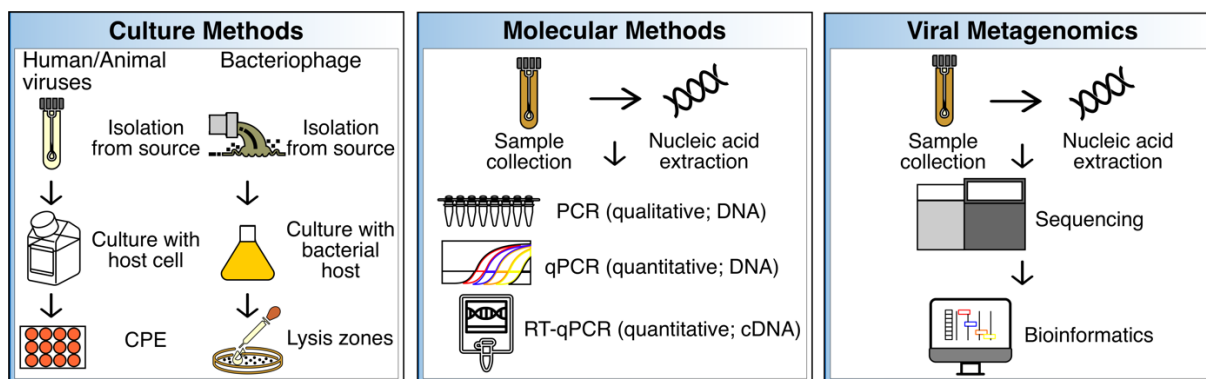 Culture Methods
Human/Animal
viruses
Bacteriophage
Isolation
from source
Isolation
from source
Culture with
host cell
Culture with
bacterial
host
CPE
Lysis zones
Molecular Methods
Sample
collection
Nucleic acid
extraction
PCR (qualitative; DNA)
qPCR (quantitative; DNA)
RT-qPCR (quantitative; cDNA)
Viral Metagenomics
Sample
collection
Nucleic acid
extraction
Sequencing
Bioinformatics